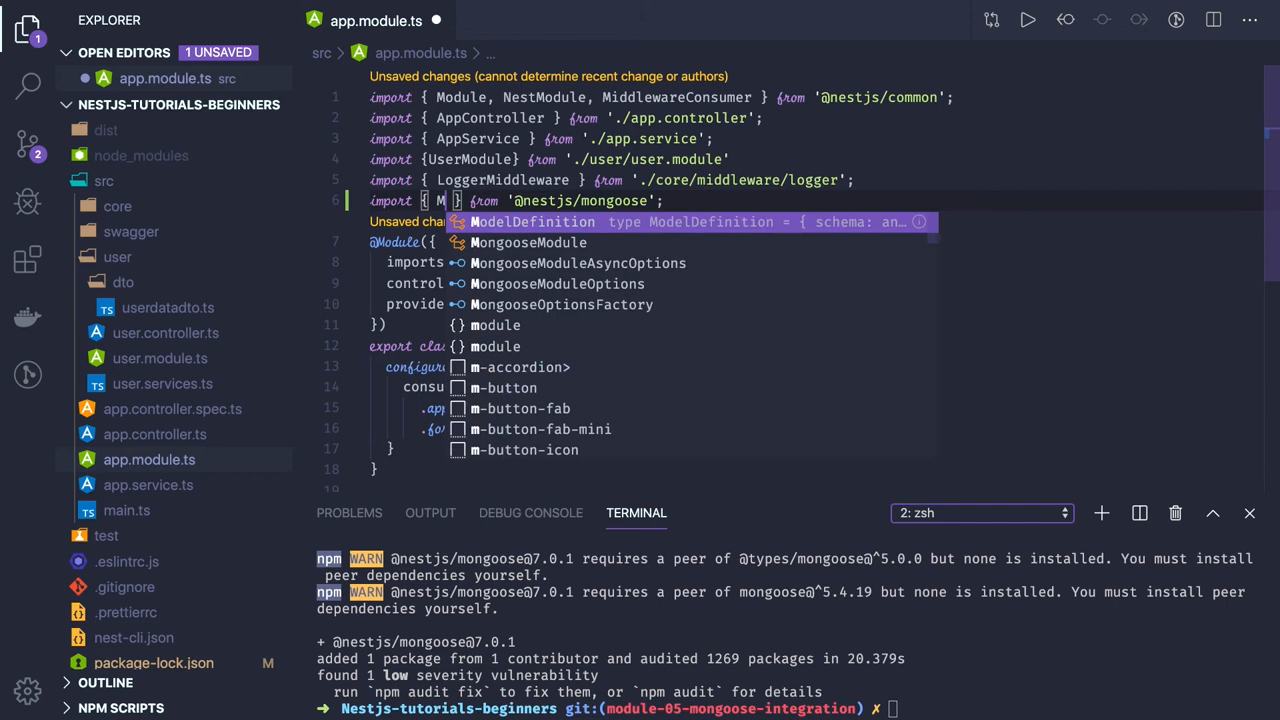 EXPLORER
OPEN EDITORS 1 UNSAVED
app.module.ts src
NESTJS-TUTORIALS-BEGINNERS
dist
node_modules
src
core
swagger
user
dto
TS userdatadto.ts
user.controller.ts
user.module.ts
TS user.services.ts
app.controller.spec.ts
app.controller.ts
app.module.ts
app.service.ts
TS main.ts
test
.eslintrc.js
.gitignore
.prettierrc
nest-cli.json
package-lock.json M
OUTLINE
NPM SCRIPTS
1
2
app.module.ts
src app.module.ts ...
Unsaved changes (cannot determine recent change or authors)
1 import { Module, NestModule, MiddlewareConsumer } from '@nestjs/common';
2 import { AppController } from './app.controller';
3 import { AppService } from './app.service';
4 import {UserModule} from './user/user.module'
5 import { LoggerMiddleware } from './core/middleware/logger';
6 import { M } from '@nestjs/mongoose';
Unsaved cha
7 @Module({
8 imports
9 control
10 provide
11 })
12 export clas
13 configur
14 consu
15 .app
16 .fo
17 }
18 }
19
ModelDefinition type ModelDefinition = { schema: an…
MongooseModule
MongooseModuleAsyncOptions
MongooseModuleOptions
MongooseOptionsFactory
{} module
{} module
m-accordion>
m-button
m-button-fab
m-button-fab-mini
m-button-icon
PROBLEMS OUTPUT DEBUG CONSOLE TERMINAL 2: zsh
npm WARN @nestjs/mongoose@7.0.1 requires a peer of @types/mongoose@^5.0.0 but none is installed. You must install
peer dependencies yourself.
npm WARN @nestjs/mongoose@7.0.1 requires a peer of mongoose@^5.4.19 but none is installed. You must install peer
dependencies yourself.
+ @nestjs/mongoose@7.0.1
added 1 package from 1 contributor and audited 1269 packages in 20.379s
found 1 low severity vulnerability
run `npm audit fix` to fix them, or `npm audit` for details
➜ Nestjs-tutorials-beginners git:(module-05-mongoose-integration) ✗